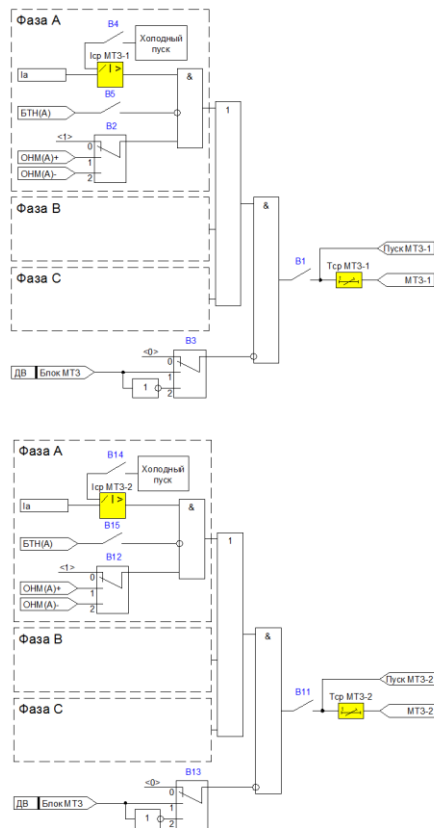 Фаза А
В4
Холодный
пуск
Iср МТЗ-1
/ I >
Ia
&
В5
БТН(А)
1
<1>
В2
0
ОНМ(А)+
1
ОНМ(А)-
2
Фаза В
&
Фаза С
В1
Пуск МТЗ-1
Тср МТЗ-1
МТЗ-1
В3
<0>
0
ДВ
Блок МТЗ
1
1
2
Фаза А
В14
Холодный
пуск
Iср МТЗ-2
/ I >
Ia
&
В15
БТН(А)
1
<1>
В12
0
ОНМ(А)+
1
ОНМ(А)-
2
Фаза В
&
Фаза С
В11
Пуск МТЗ-2
Тср МТЗ-2
МТЗ-2
В13
<0>
0
ДВ
Блок МТЗ
1
1
2